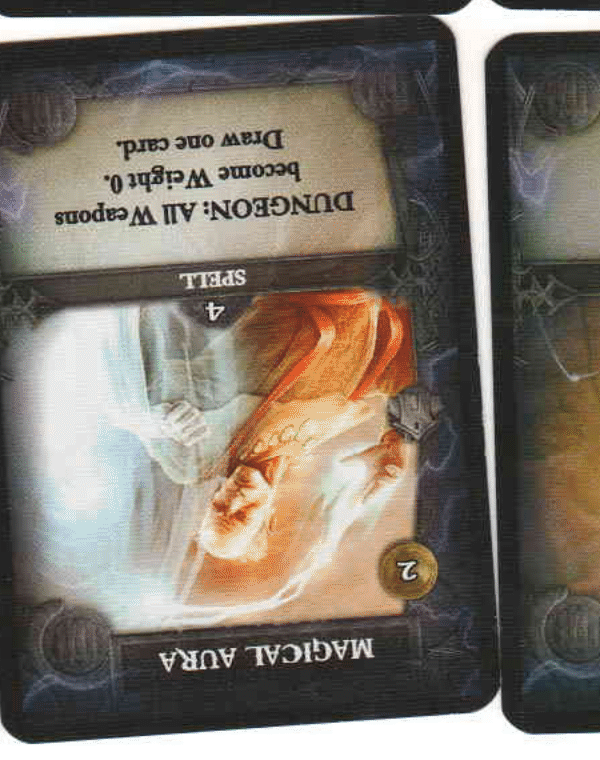 MAGICAL AURA
2
4
SPELL
DUNGEON: All Weapons
become Weight 0.
Draw one card.